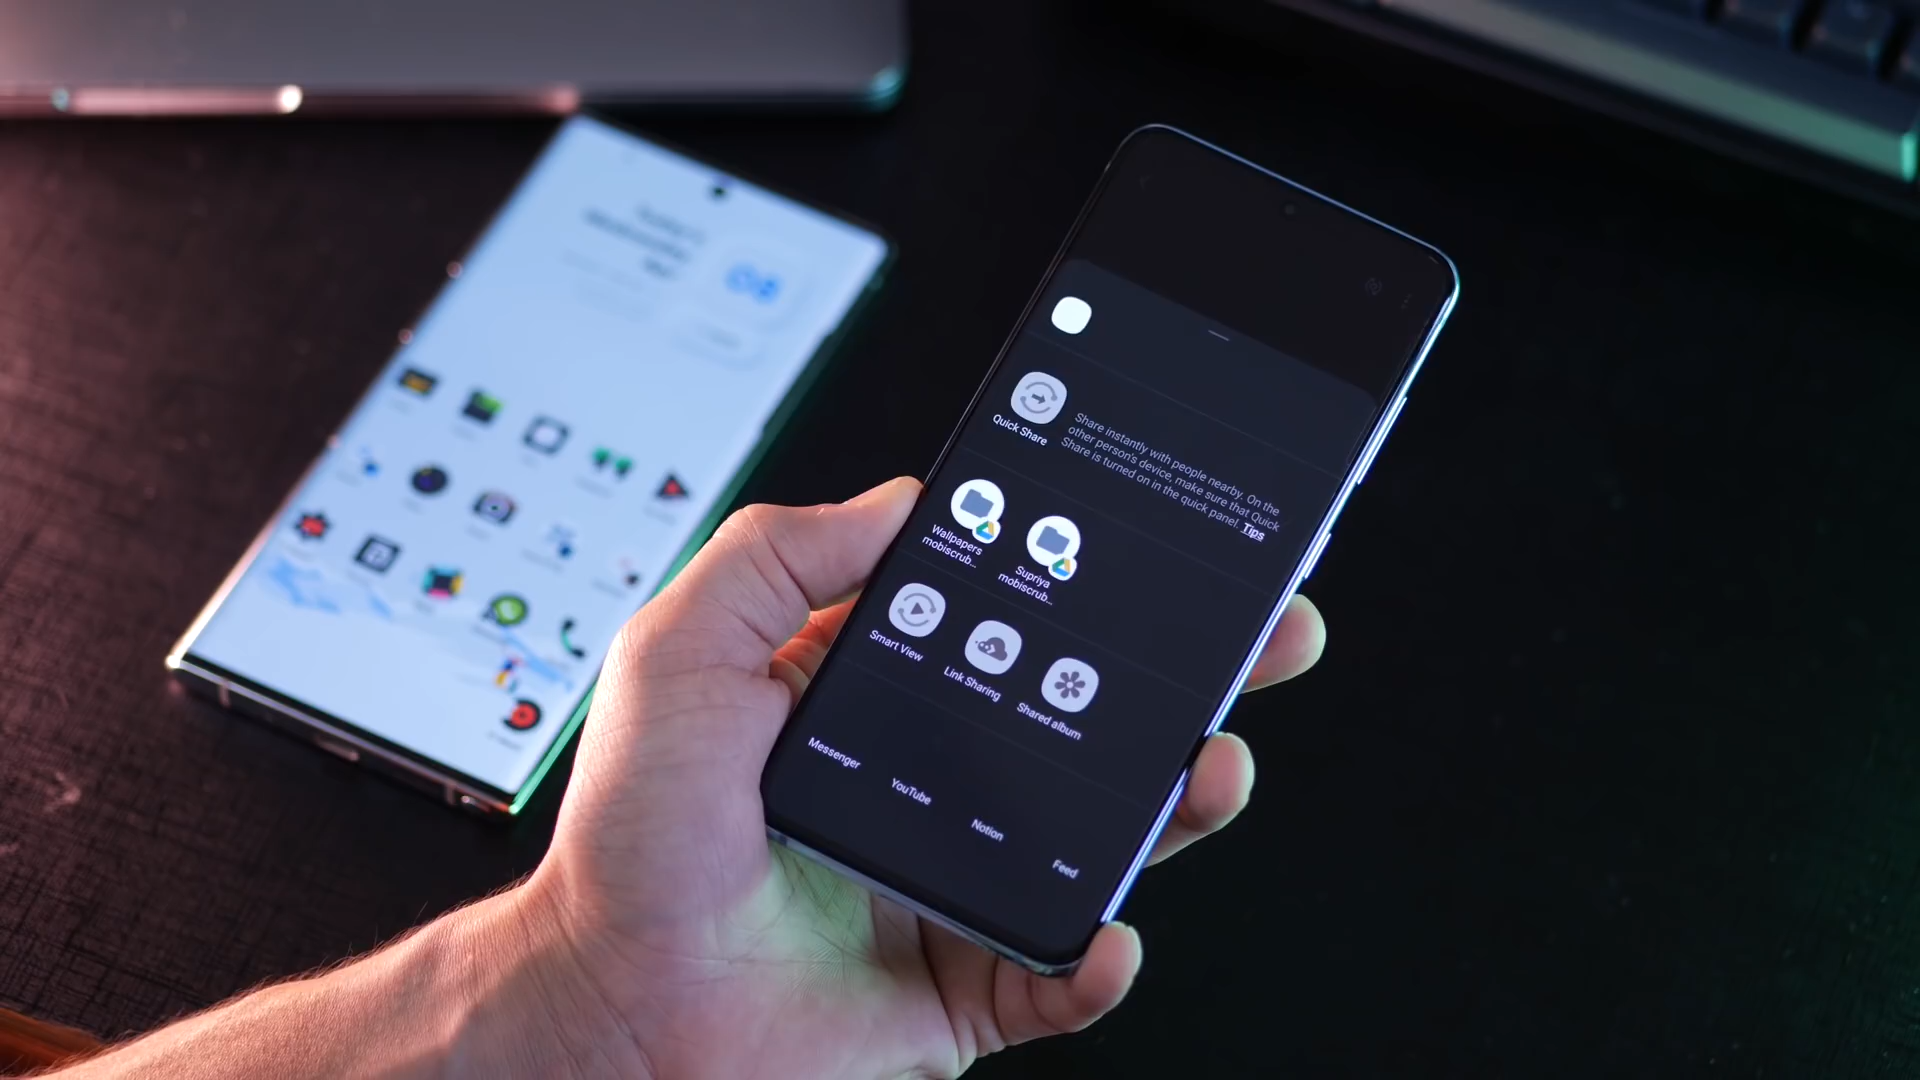 Quick Share
Share instantly with people nearby. On the
other person's device, make sure that Quick
Share is turned on in the quick panel. Tips
Wallpapers
mobiscrub...
Supriya
mobiscrub...
Smart View
Link Sharing
Shared album
Messenger
YouTube
Notion
Feed